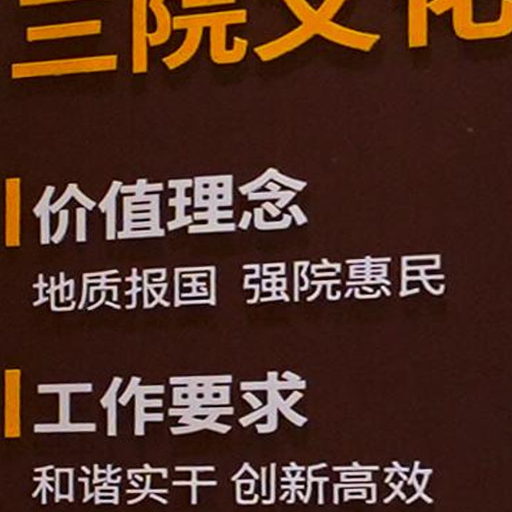 三院文化
价值理念
地质报国 强院惠民
工作要求
和谐实干 创新高效